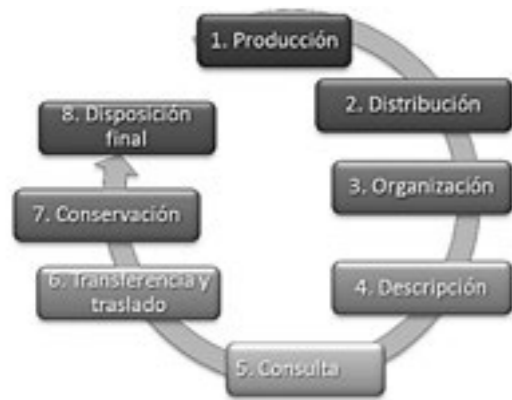 1. Producción
2. Distribución
3. Organización
4. Descripción
5. Consulta
6. Transferencia y
traslado
7. Conservación
8. Disposición
final